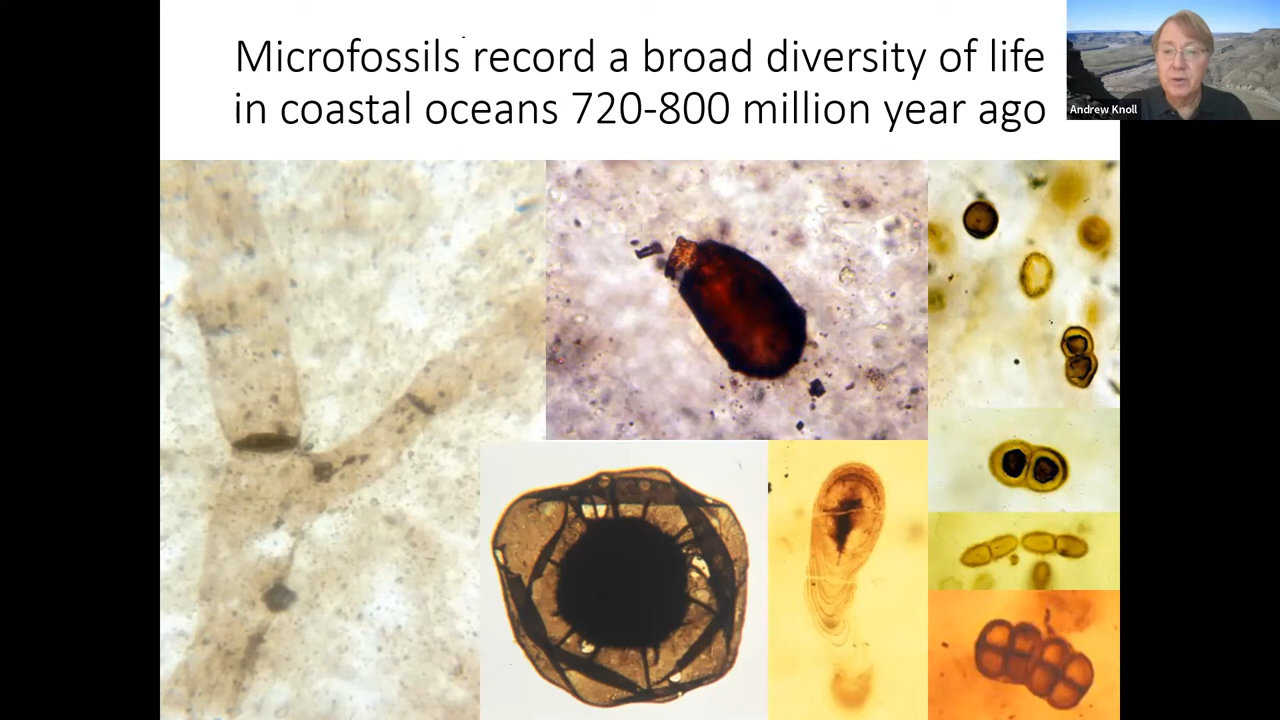 Microfossils record a broad diversity of life
in coastal oceans 720-800 million year ago
Andrew Knoll